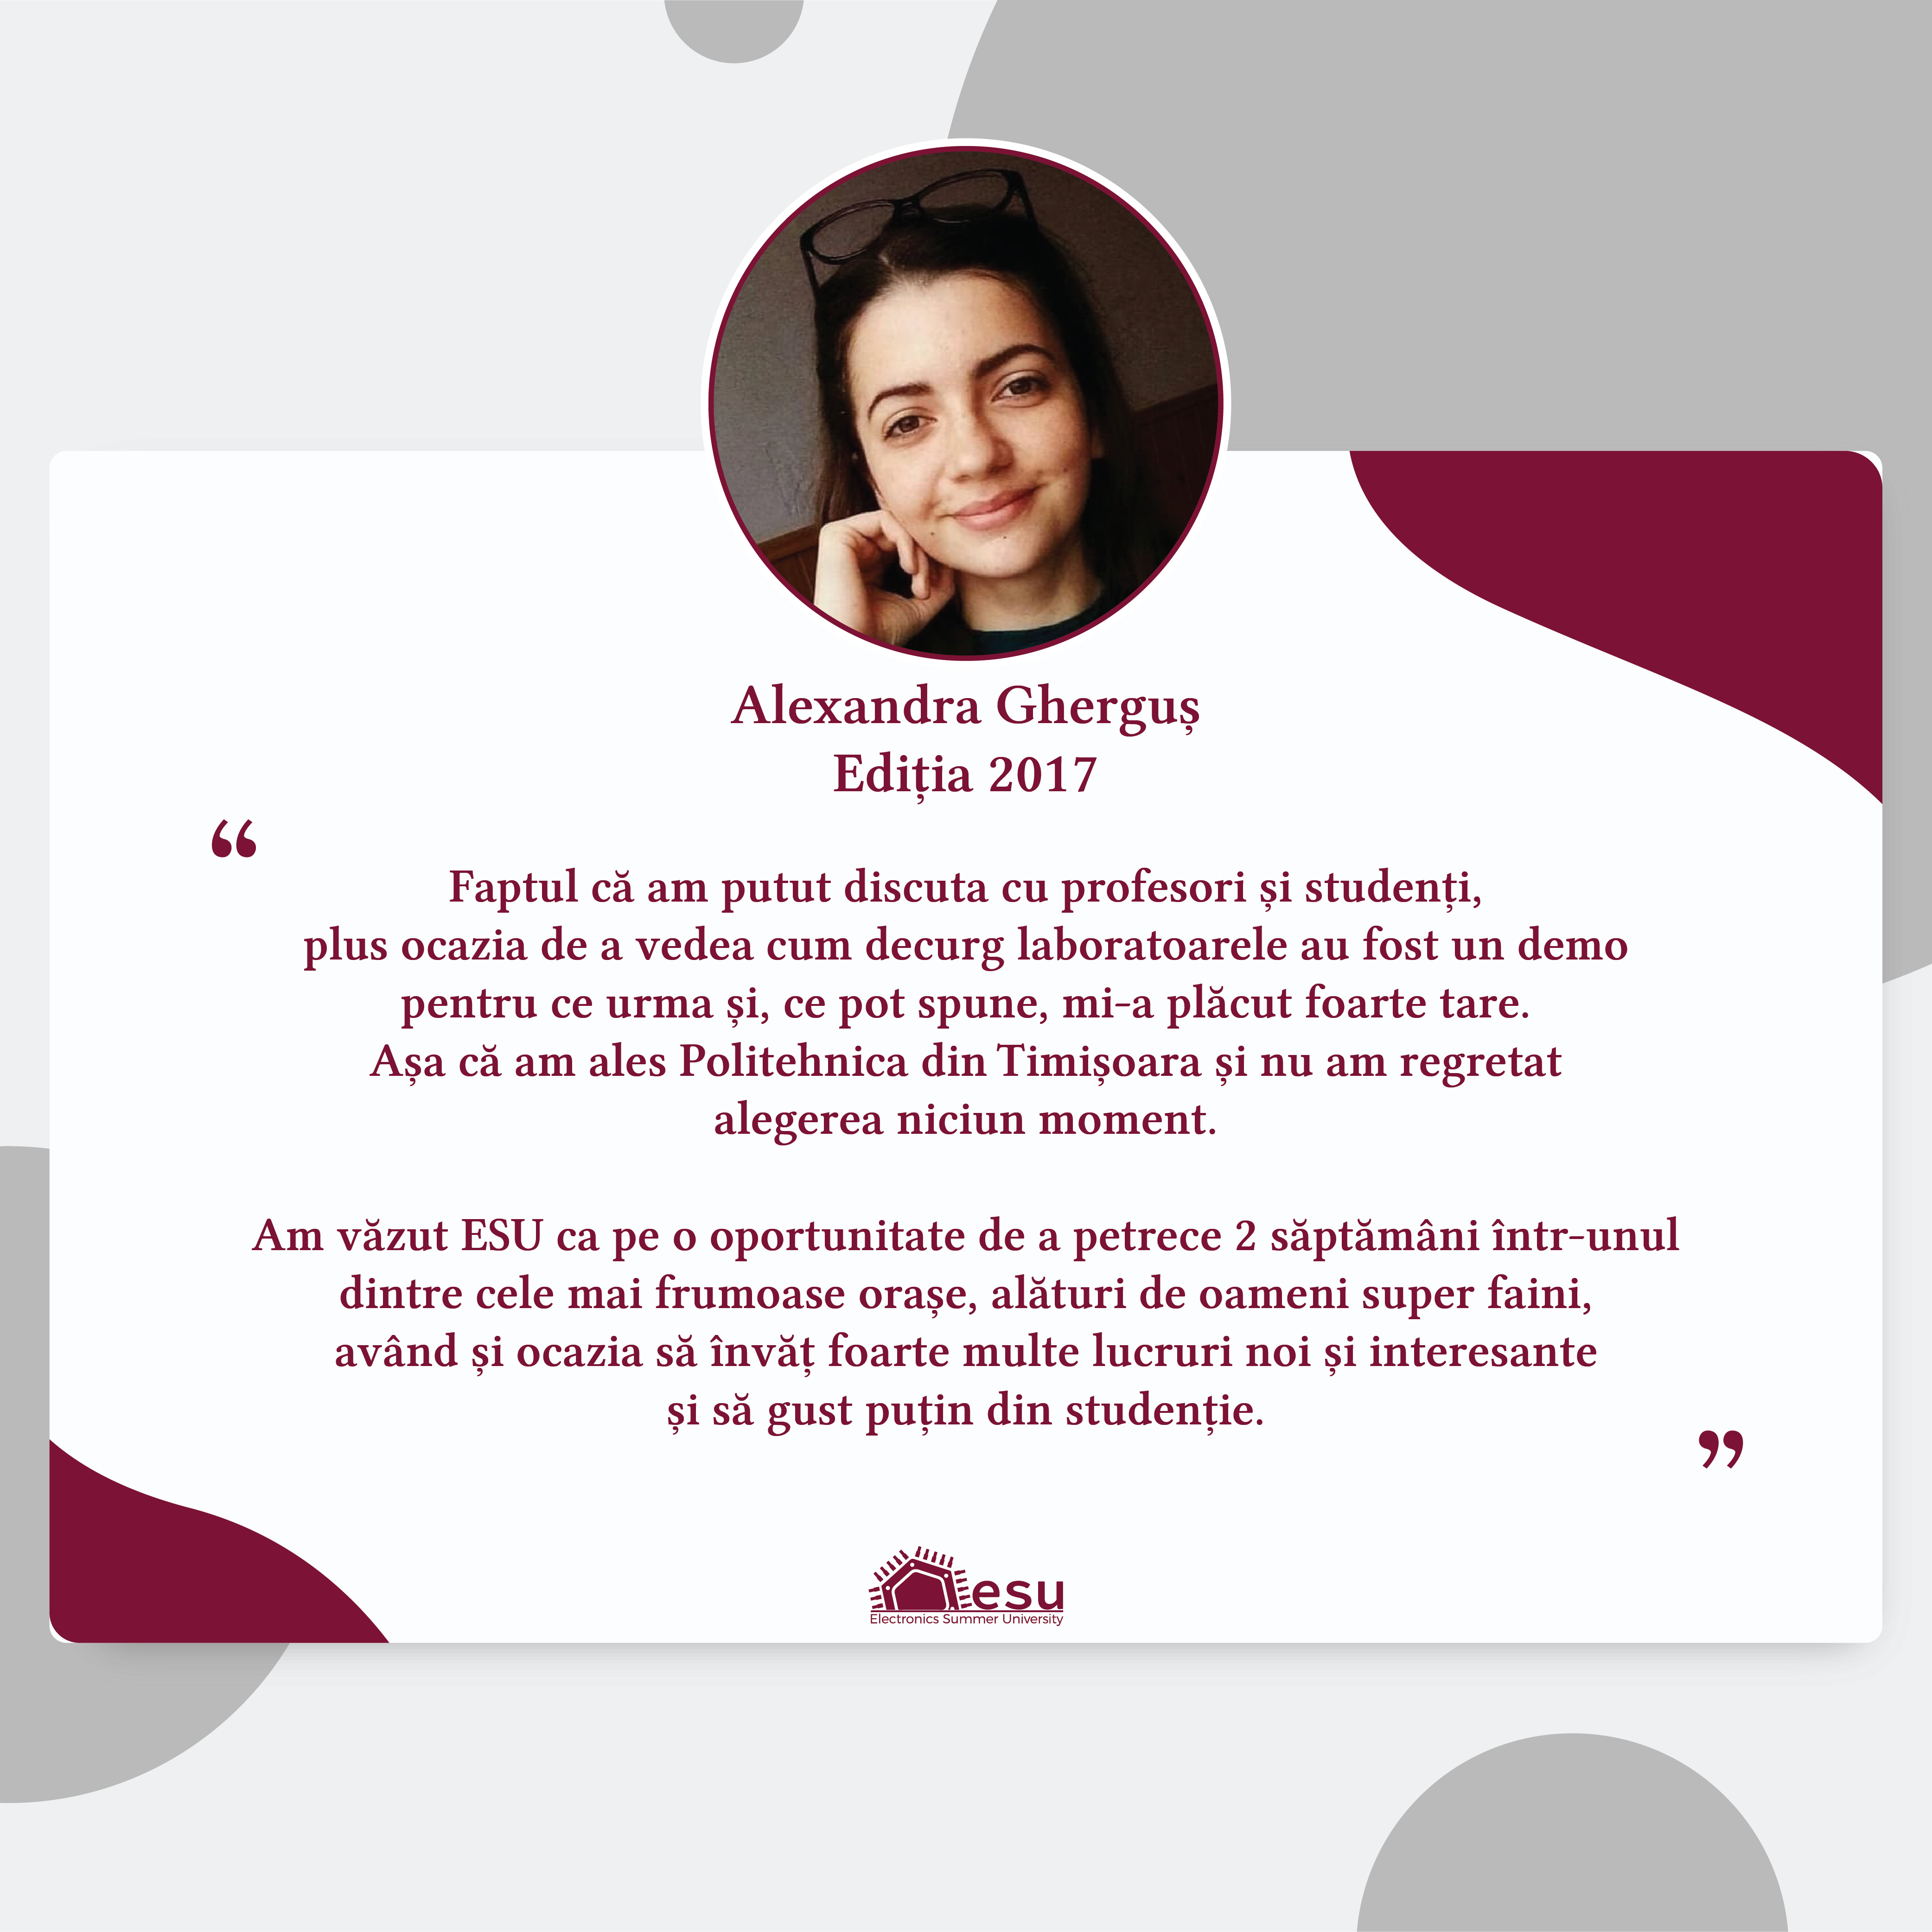 Alexandra Gherguș
Ediția 2017
“
Faptul că am putut discuta cu profesori și studenți,
plus ocazia de a vedea cum decurg laboratoarele au fost un demo
pentru ce urma și, ce pot spune, mi-a plăcut foarte tare.
Așa că am ales Politehnica din Timișoara și nu am regretat
alegerea niciun moment.
Am văzut ESU ca pe o oportunitate de a petrece 2 săptămâni într-unul
dintre cele mai frumoase orașe, alături de oameni super faini,
având și ocazia să învăț foarte multe lucruri noi și interesante
și să gust puțin din studenție.
”
esu
Electronics Summer University